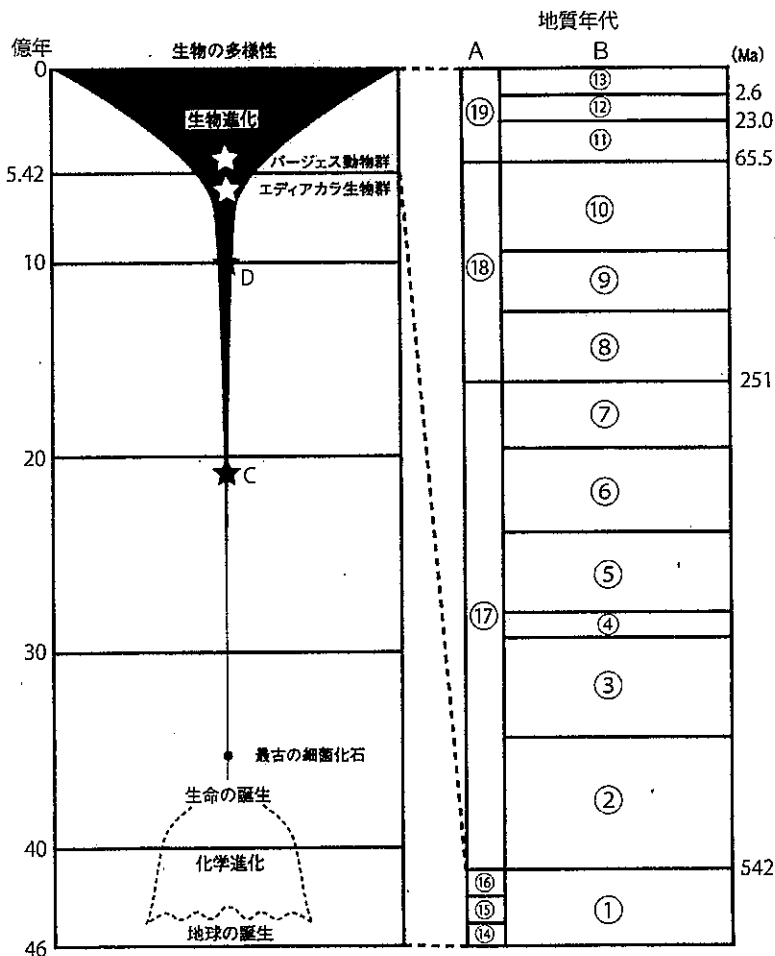 地質年代
億年
生物の多様性
A
B
(Ma)
0
生物進化
バージェス動物群
5.42
エディアカラ生物群
10
D
20
C
30
最古の細菌化石
生命の誕生
40
化学進化
地球の誕生
46
⑬
2.6
⑫
⑲
23.0
⑪
65.5
⑩
⑱
⑨
⑧
251
⑦
⑥
⑤
⑰
④
③
②
542
⑯
⑮
①
⑭